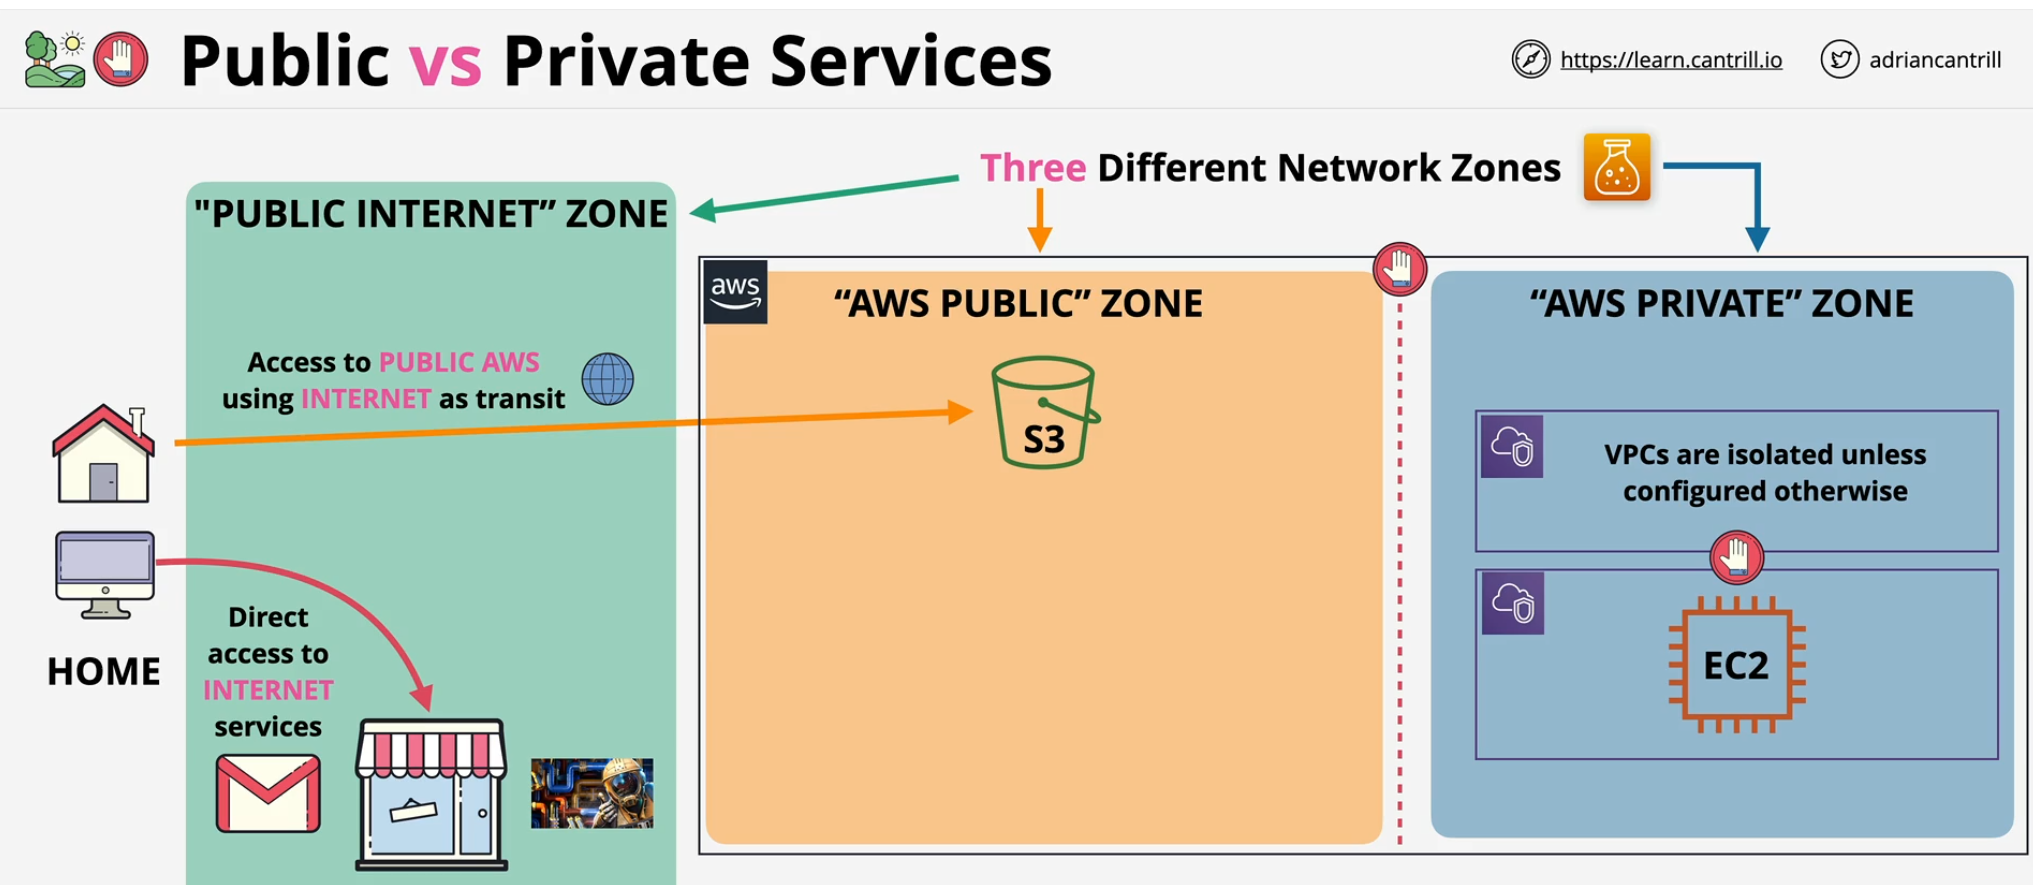 Public vs Private Services
https://learn.cantrill.io
adriancantrill
Three Different Network Zones
"PUBLIC INTERNET” ZONE
aws
“AWS PUBLIC” ZONE
“AWS PRIVATE” ZONE
Access to PUBLIC AWS
using INTERNET as transit
S3
VPCs are isolated unless
configured otherwise
HOME
Direct
access to
INTERNET
services
EC2